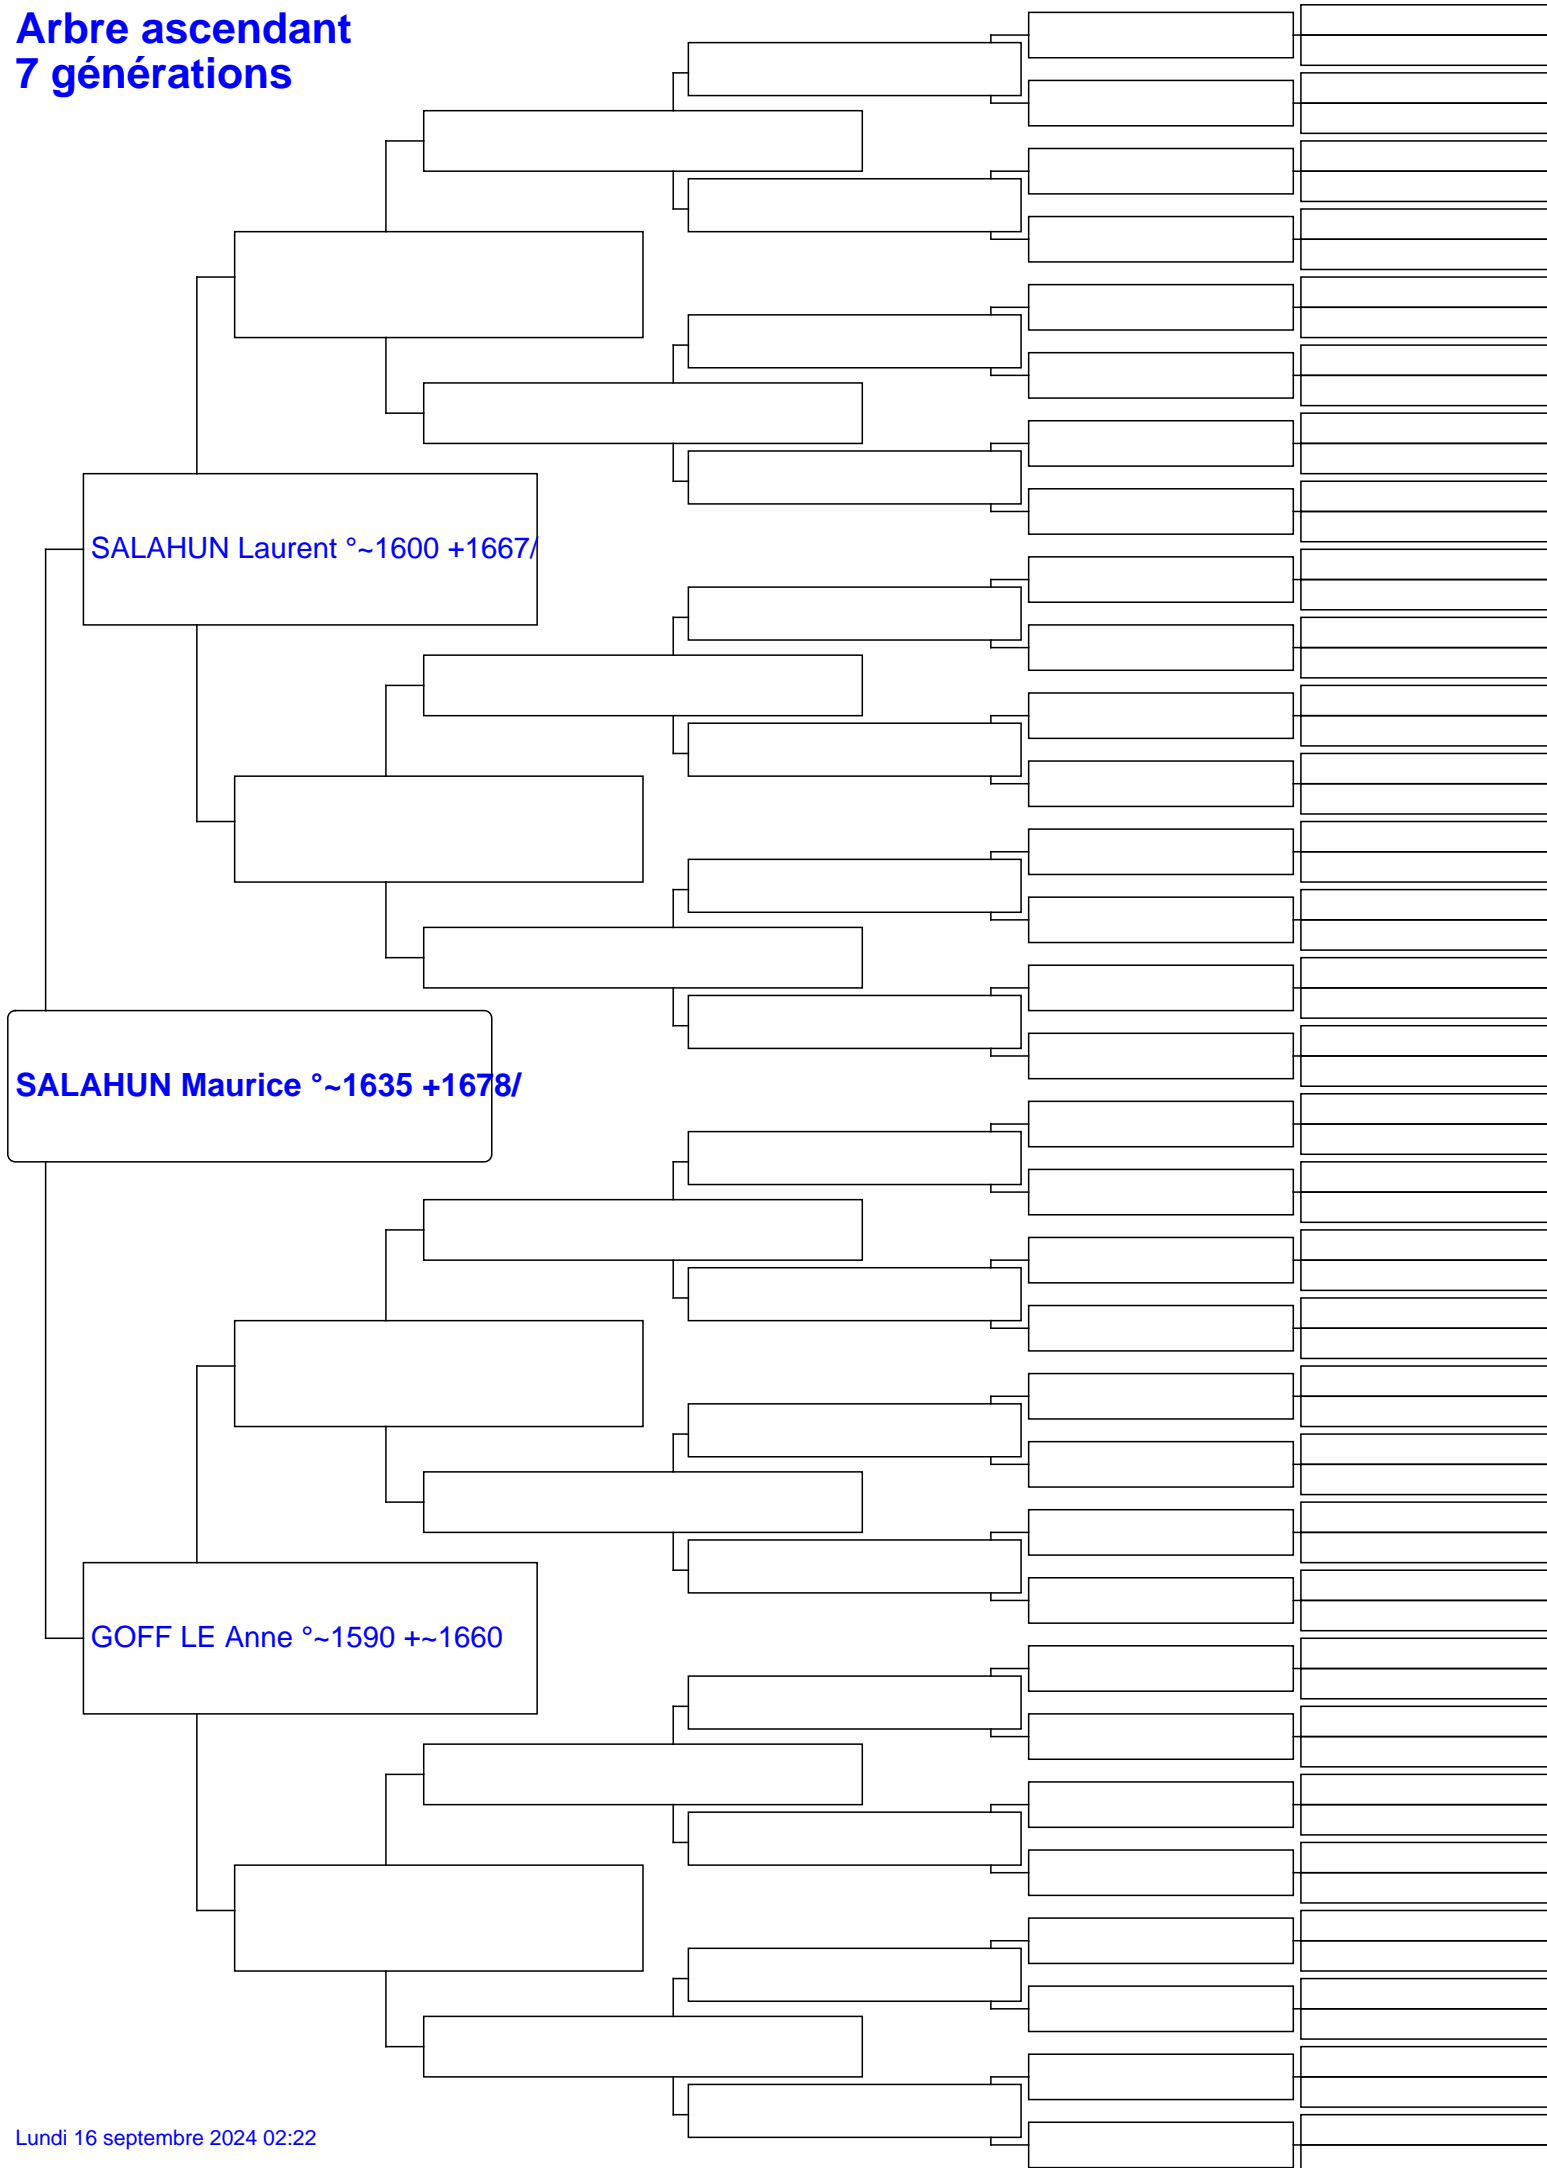 Arbre ascendant
7 générations
SALAHUN Laurent °~1600 +1667/
SALAHUN Maurice °~1635 +1678/
GOFF LE Anne °~1590 +~1660
Lundi 16 septembre 2024 02:22